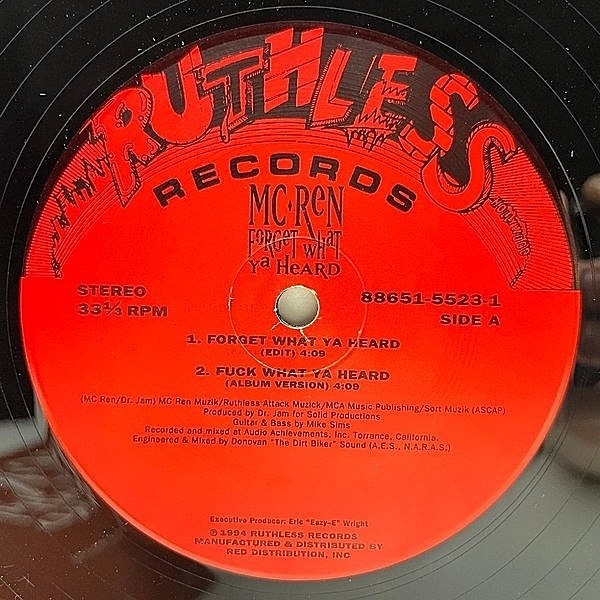 RUTHLESS
RECORDS
MC·REN
FORGET WHAT
Ya HEARD
STEREO
33⅓ RPM
88651-5523-1
SIDE A
1. FORGET WHAT YA HEARD
(EDIT) 4:09
2. FUCK WHAT YA HEARD
(ALBUM VERSION) 4:09
(MC Ren/Dr. Jam) MC Ren Muzik/Ruthless Attack Muzick/MCA Music Publishing/Sort Muzik (ASCAP)
Produced by Dr. Jam for Solid Productions
Guitar & Bass by Mike Sims
Recorded and mixed at Audio Achievements, Inc. Torrance, California.
Engineered & Mixed by Donovan "The Dirt Biker" Sound (A.E.S., N.A.R.A.S.)
Executive Producer: Eric "Eazy-E" Wright
℗ 1994 RUTHLESS RECORDS
MANUFACTURED & DISTRIBUTED BY
RED DISTRIBUTION, INC